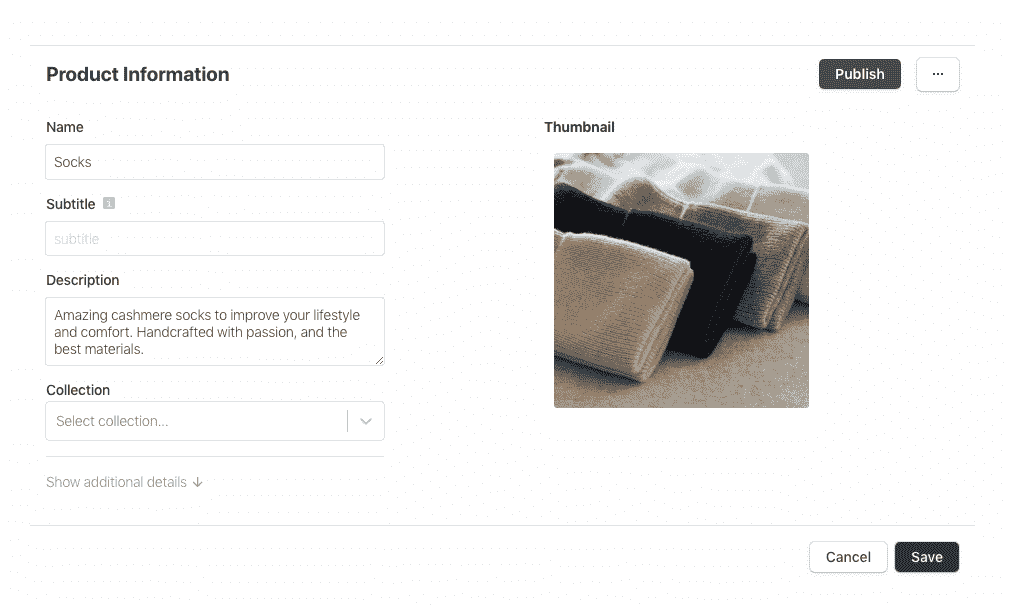 Product Information
Publish
...
Name
Socks
Subtitle i
subtitle
Description
Amazing cashmere socks to improve your lifestyle
and comfort. Handcrafted with passion, and the
best materials.
Collection
Select collection...
Show additional details ↓
Thumbnail
Cancel
Save